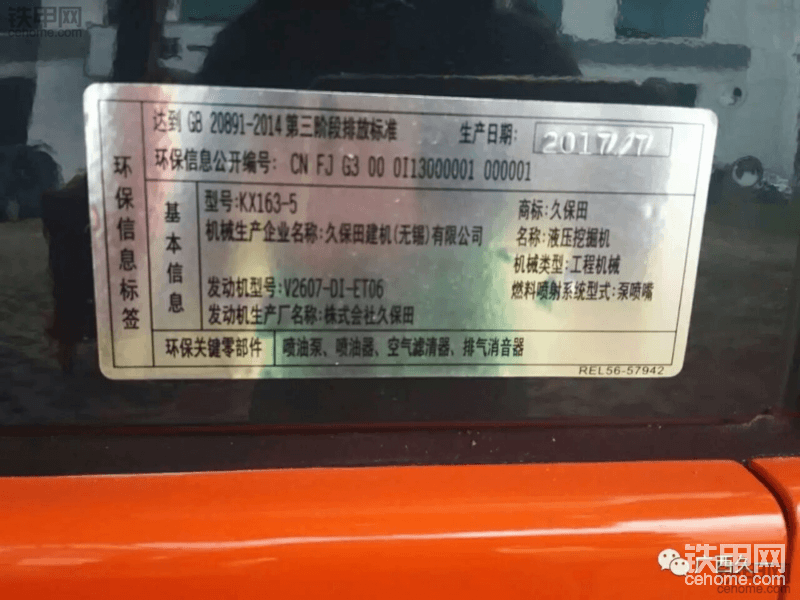 铁甲网
cehome.com
环保信息标签
达到 GB 20891-2014 第三阶段排放标准 生产日期: 2017/7
环保信息公开编号: CN FJ G3 00 0I13000001 000001
基本信息
型号:KX163-5 商标:久保田
机械生产企业名称:久保田建机(无锡)有限公司 名称:液压挖掘机
机械类型:工程机械
发动机型号:V2607-DI-ET06 燃料喷射系统型式:泵喷嘴
发动机生产厂名称:株式会社久保田
环保关键零部件 喷油泵、喷油器、空气滤清器、排气消音器
REL56-57942
铁甲网
cehome.com